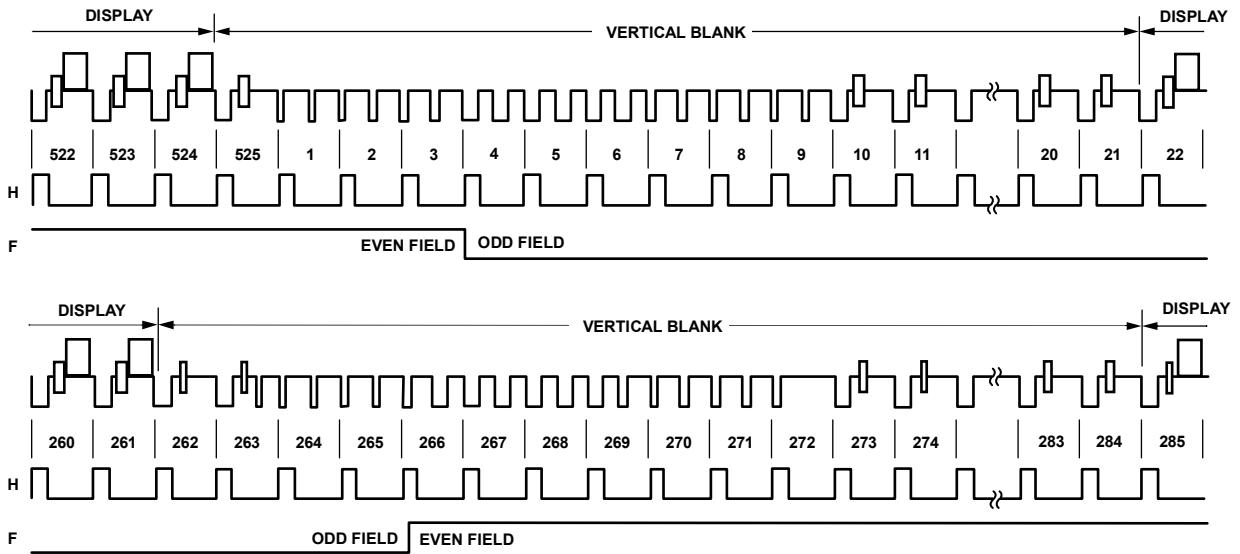 DISPLAY VERTICAL BLANK DISPLAY
522 523 524 525 1 2 3 4 5 6 7 8 9 10 11 20 21 22
H
F EVEN FIELD ODD FIELD
DISPLAY VERTICAL BLANK DISPLAY
260 261 262 263 264 265 266 267 268 269 270 271 272 273 274 283 284 285
H
F ODD FIELD EVEN FIELD